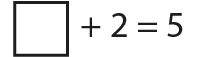 □ + 2 = 5